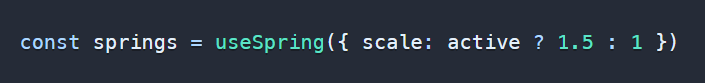 const springs = useSpring({ scale: active ? 1.5 : 1 })